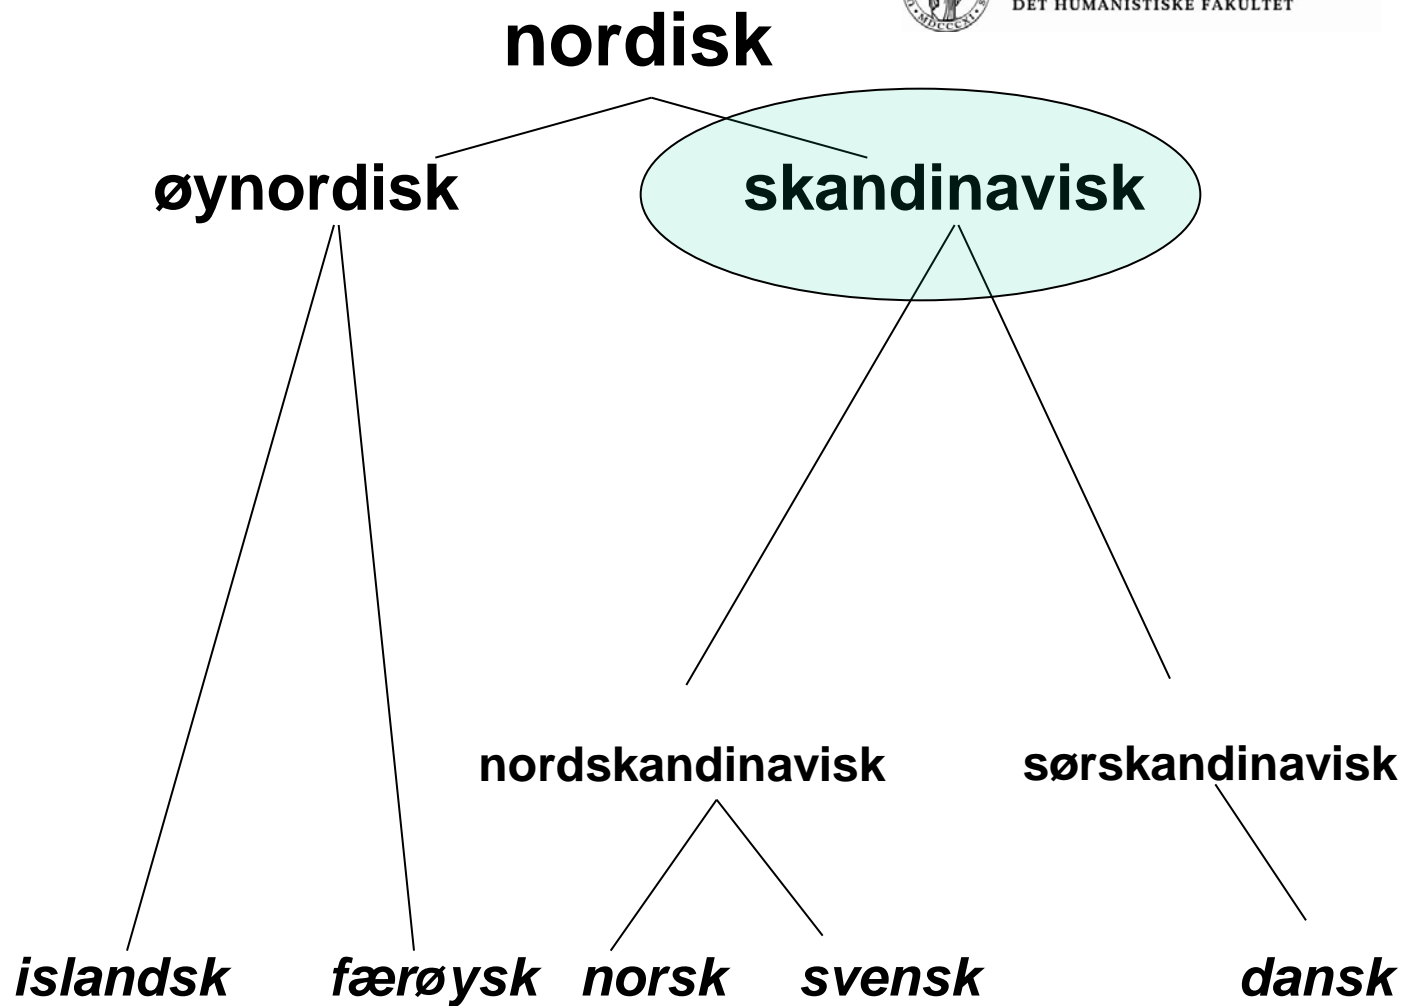 DET HUMANISTISKE FAKULTET
nordisk
øynordisk skandinavisk
nordskandinavisk sørskandinavisk
islandsk færøysk norsk svensk dansk